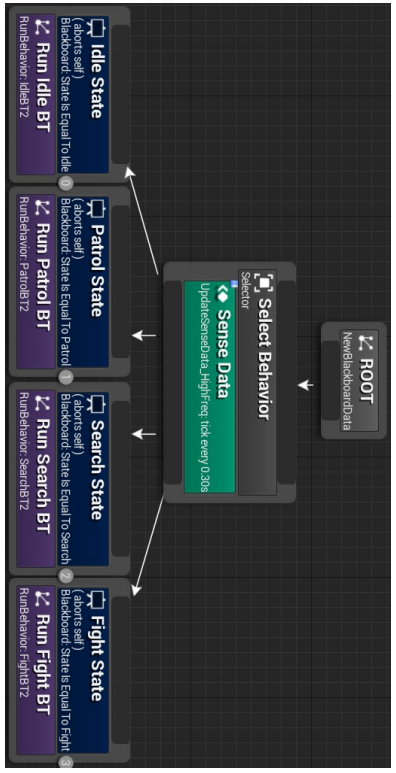 ROOT
NewBlackboardData
Select Behavior
Selector
Sense Data
UpdateSenseData_HighFreq: tick every 0.30s
Idle State
( aborts self )
Blackboard: State Is Equal To Idle
Run Idle BT
RunBehavior: IdleBT2
0
Patrol State
( aborts self )
Blackboard: State Is Equal To Patrol
Run Patrol BT
RunBehavior: PatrolBT2
1
Search State
( aborts self )
Blackboard: State Is Equal To Search
Run Search BT
RunBehavior: SearchBT2
2
Fight State
( aborts self )
Blackboard: State Is Equal To Fight
Run Fight BT
RunBehavior: FightBT2
3